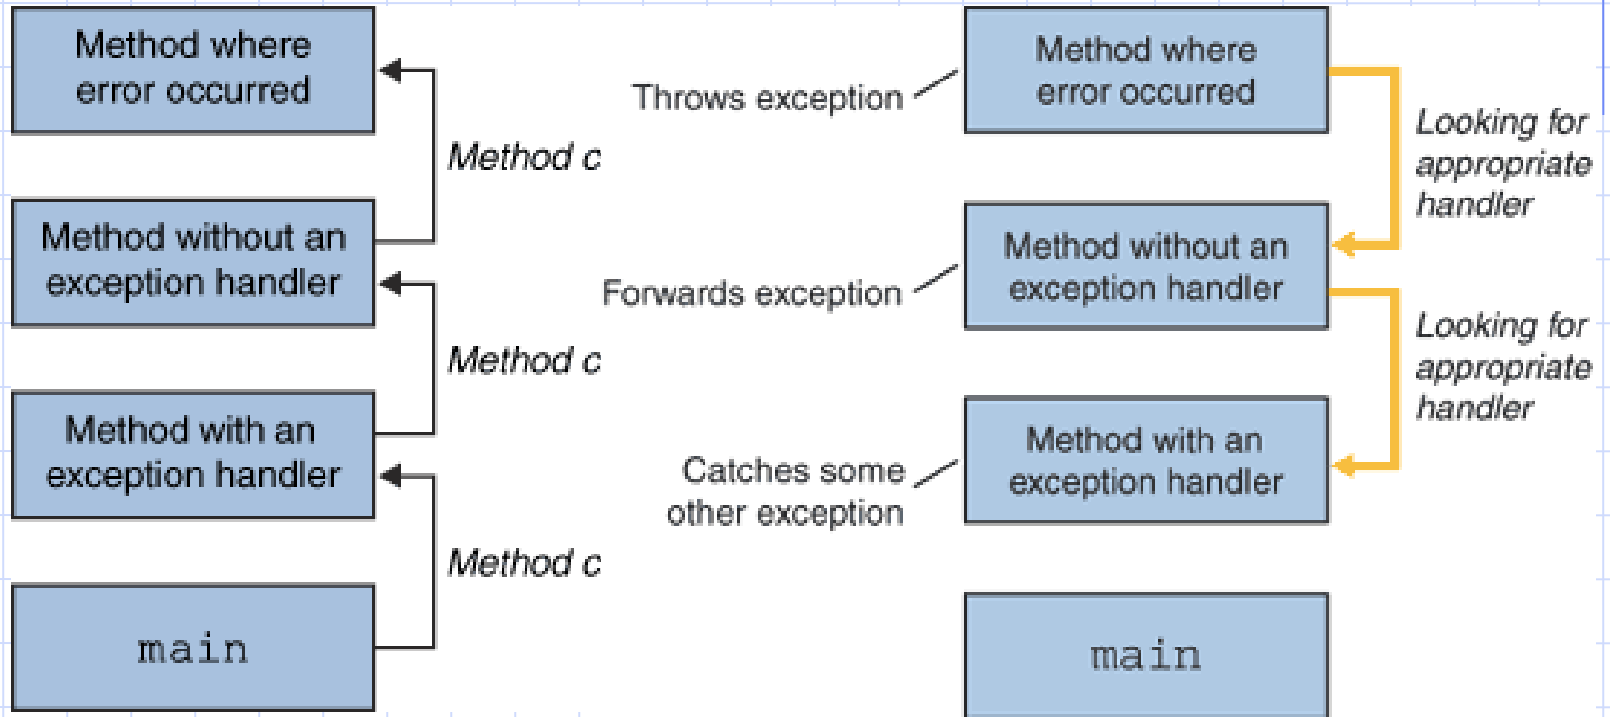 Method where
error occurred
Method c
Method without an
exception handler
Method c
Method with an
exception handler
Method c
main
Throws exception
Method where
error occurred
Looking for
appropriate
handler
Forwards exception
Method without an
exception handler
Looking for
appropriate
handler
Catches some
other exception
Method with an
exception handler
main